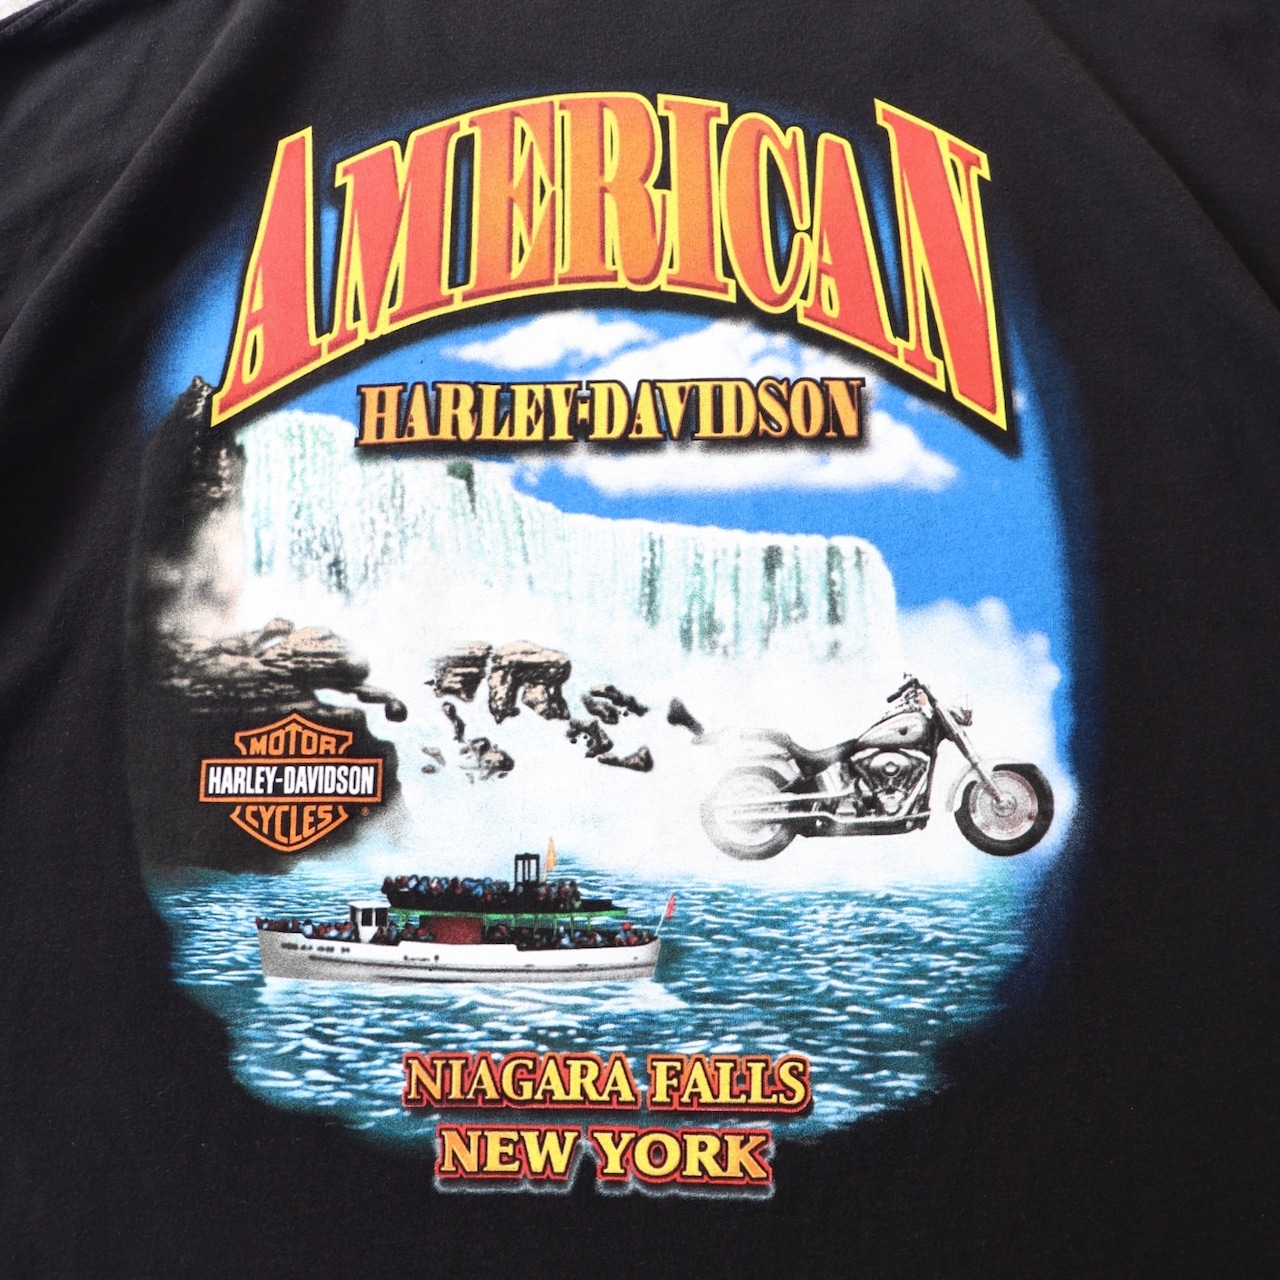 AMERICAN
HARLEY-DAVIDSON
MOTOR
HARLEY-DAVIDSON
CYCLES
®
NIAGARA FALLS
NEW YORK